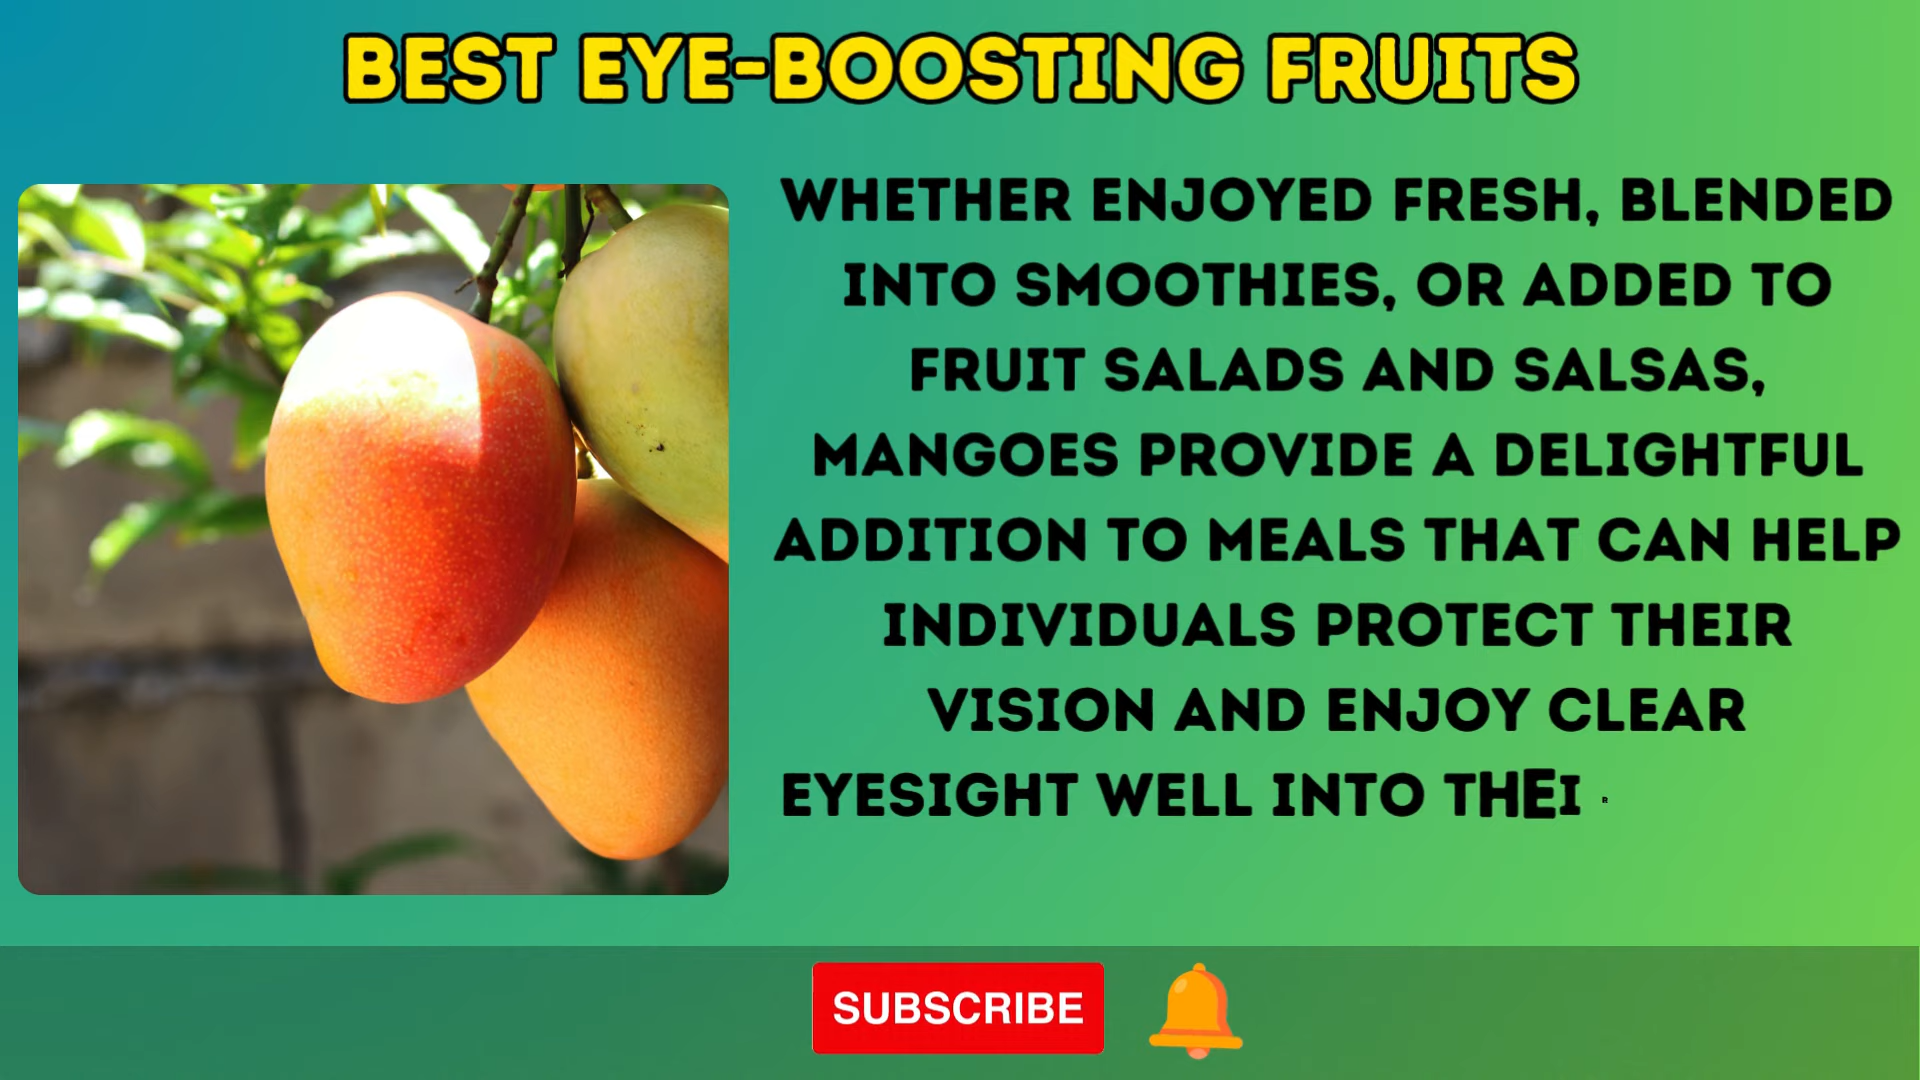 BEST EYE-BOOSTING FRUITS
WHETHER ENJOYED FRESH, BLENDED
INTO SMOOTHIES, OR ADDED TO
FRUIT SALADS AND SALSAS,
MANGOES PROVIDE A DELIGHTFUL
ADDITION TO MEALS THAT CAN HELP
INDIVIDUALS PROTECT THEIR
VISION AND ENJOY CLEAR
EYESIGHT WELL INTO THEIR
SUBSCRIBE